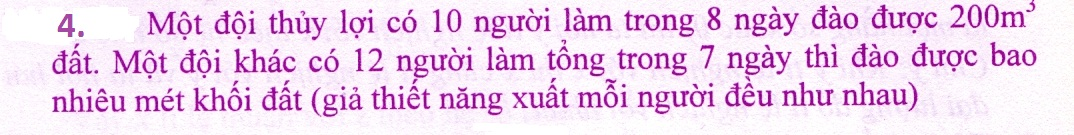 4. Một đội thủy lợi có 10 người làm trong 8 ngày đào được 200m³
đất. Một đội khác có 12 người làm tổng trong 7 ngày thì đào được bao
nhiêu mét khối đất (giả thiết năng xuất mỗi người đều như nhau)